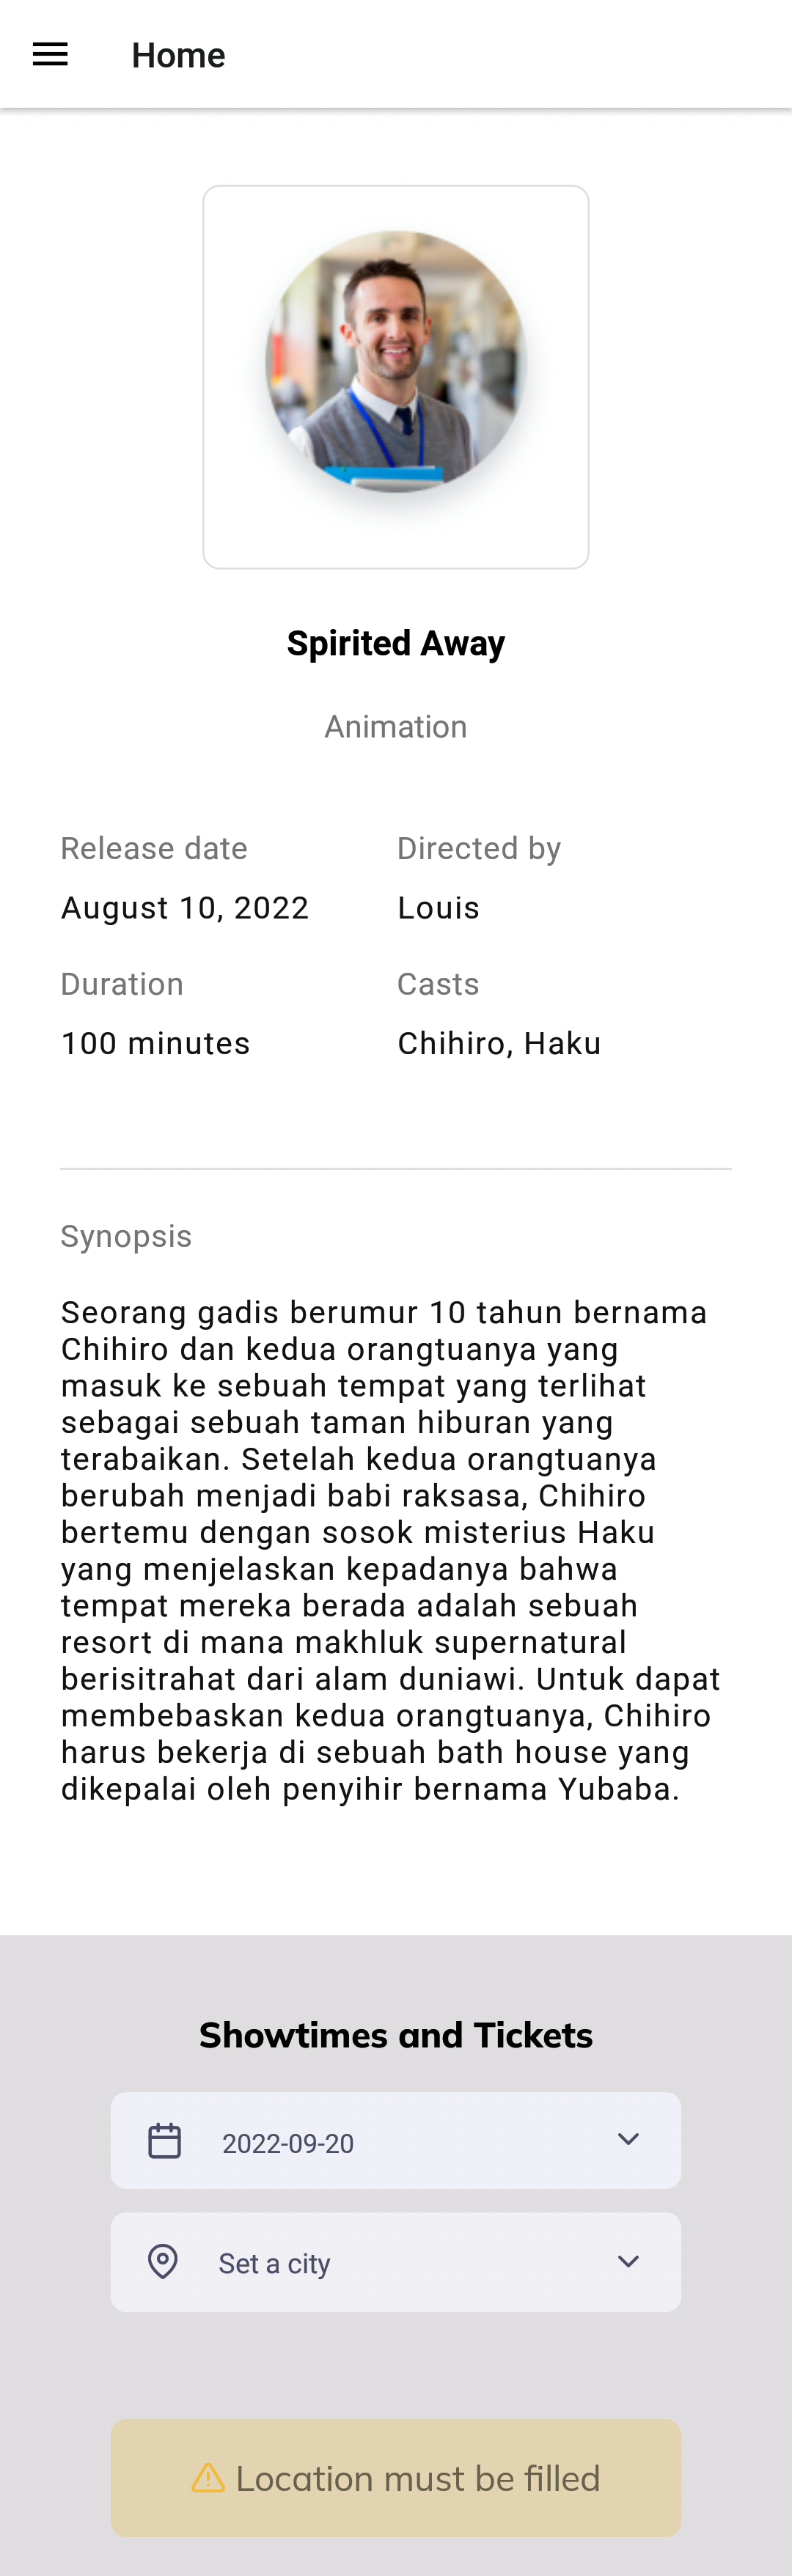 Home
Spirited Away
Animation
Release date
Directed by
August 10, 2022
Louis
Duration
Casts
100 minutes
Chihiro, Haku
Synopsis
Seorang gadis berumur 10 tahun bernama
Chihiro dan kedua orangtuanya yang
masuk ke sebuah tempat yang terlihat
sebagai sebuah taman hiburan yang
terabaikan. Setelah kedua orangtuanya
berubah menjadi babi raksasa, Chihiro
bertemu dengan sosok misterius Haku
yang menjelaskan kepadanya bahwa
tempat mereka berada adalah sebuah
resort di mana makhluk supernatural
berisitrahat dari alam duniawi. Untuk dapat
membebaskan kedua orangtuanya, Chihiro
harus bekerja di sebuah bath house yang
dikepalai oleh penyihir bernama Yubaba.
Showtimes and Tickets
2022-09-20
Set a city
Location must be filled